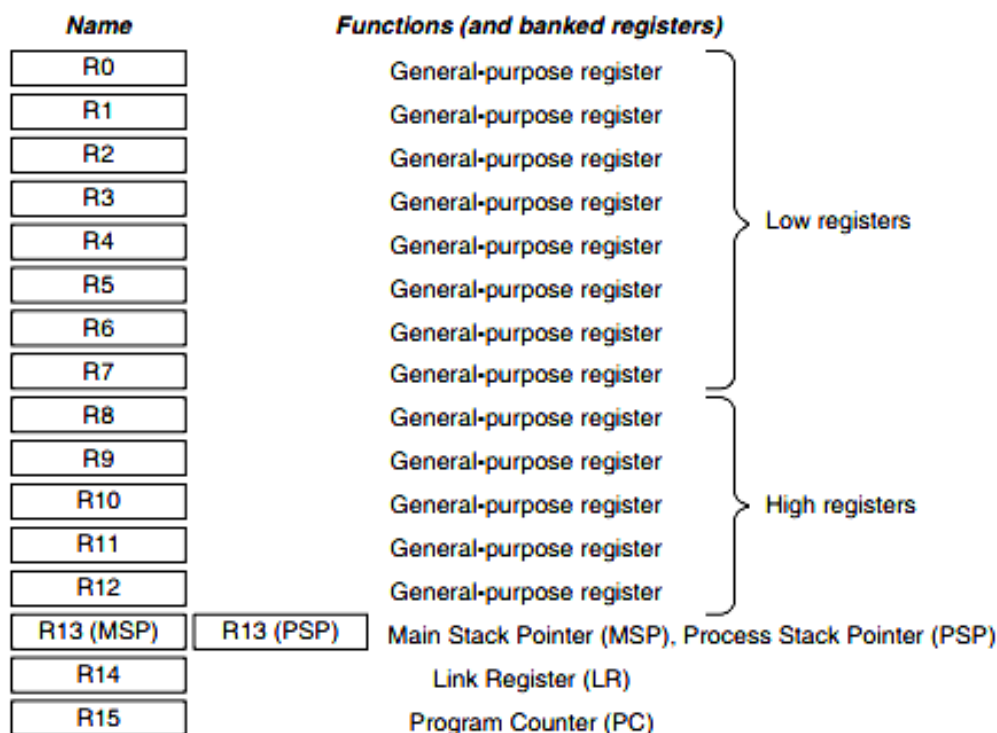 Name Functions (and banked registers)
R0 General-purpose register
R1 General-purpose register
R2 General-purpose register
R3 General-purpose register
R4 General-purpose register
Low registers
R5 General-purpose register
R6 General-purpose register
R7 General-purpose register
R8 General-purpose register
R9 General-purpose register
R10 General-purpose register
High registers
R11 General-purpose register
R12 General-purpose register
R13 (MSP) R13 (PSP) Main Stack Pointer (MSP), Process Stack Pointer (PSP)
R14 Link Register (LR)
R15 Program Counter (PC)